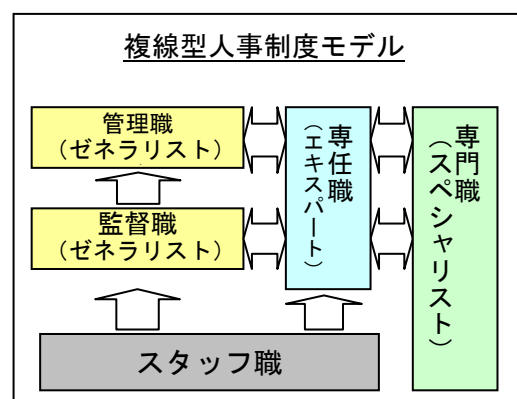 複線型人事制度モデル
管理職
（ゼネラリスト）
専任職
（エキスパート）
専門職
（スペシャリスト）
監督職
（ゼネラリスト）
スタッフ職